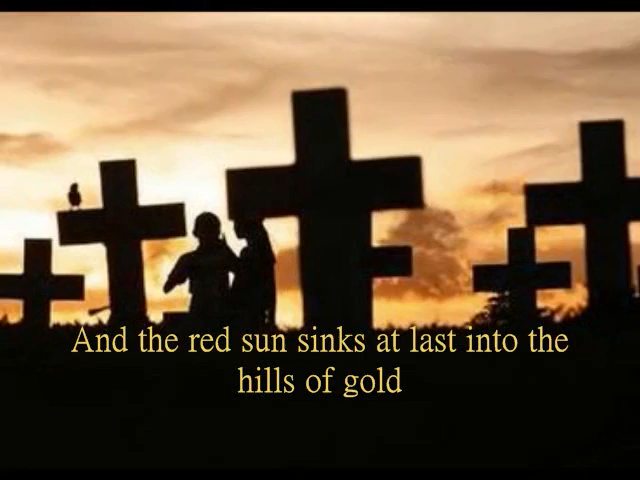 And the red sun sinks at last into the
hills of gold